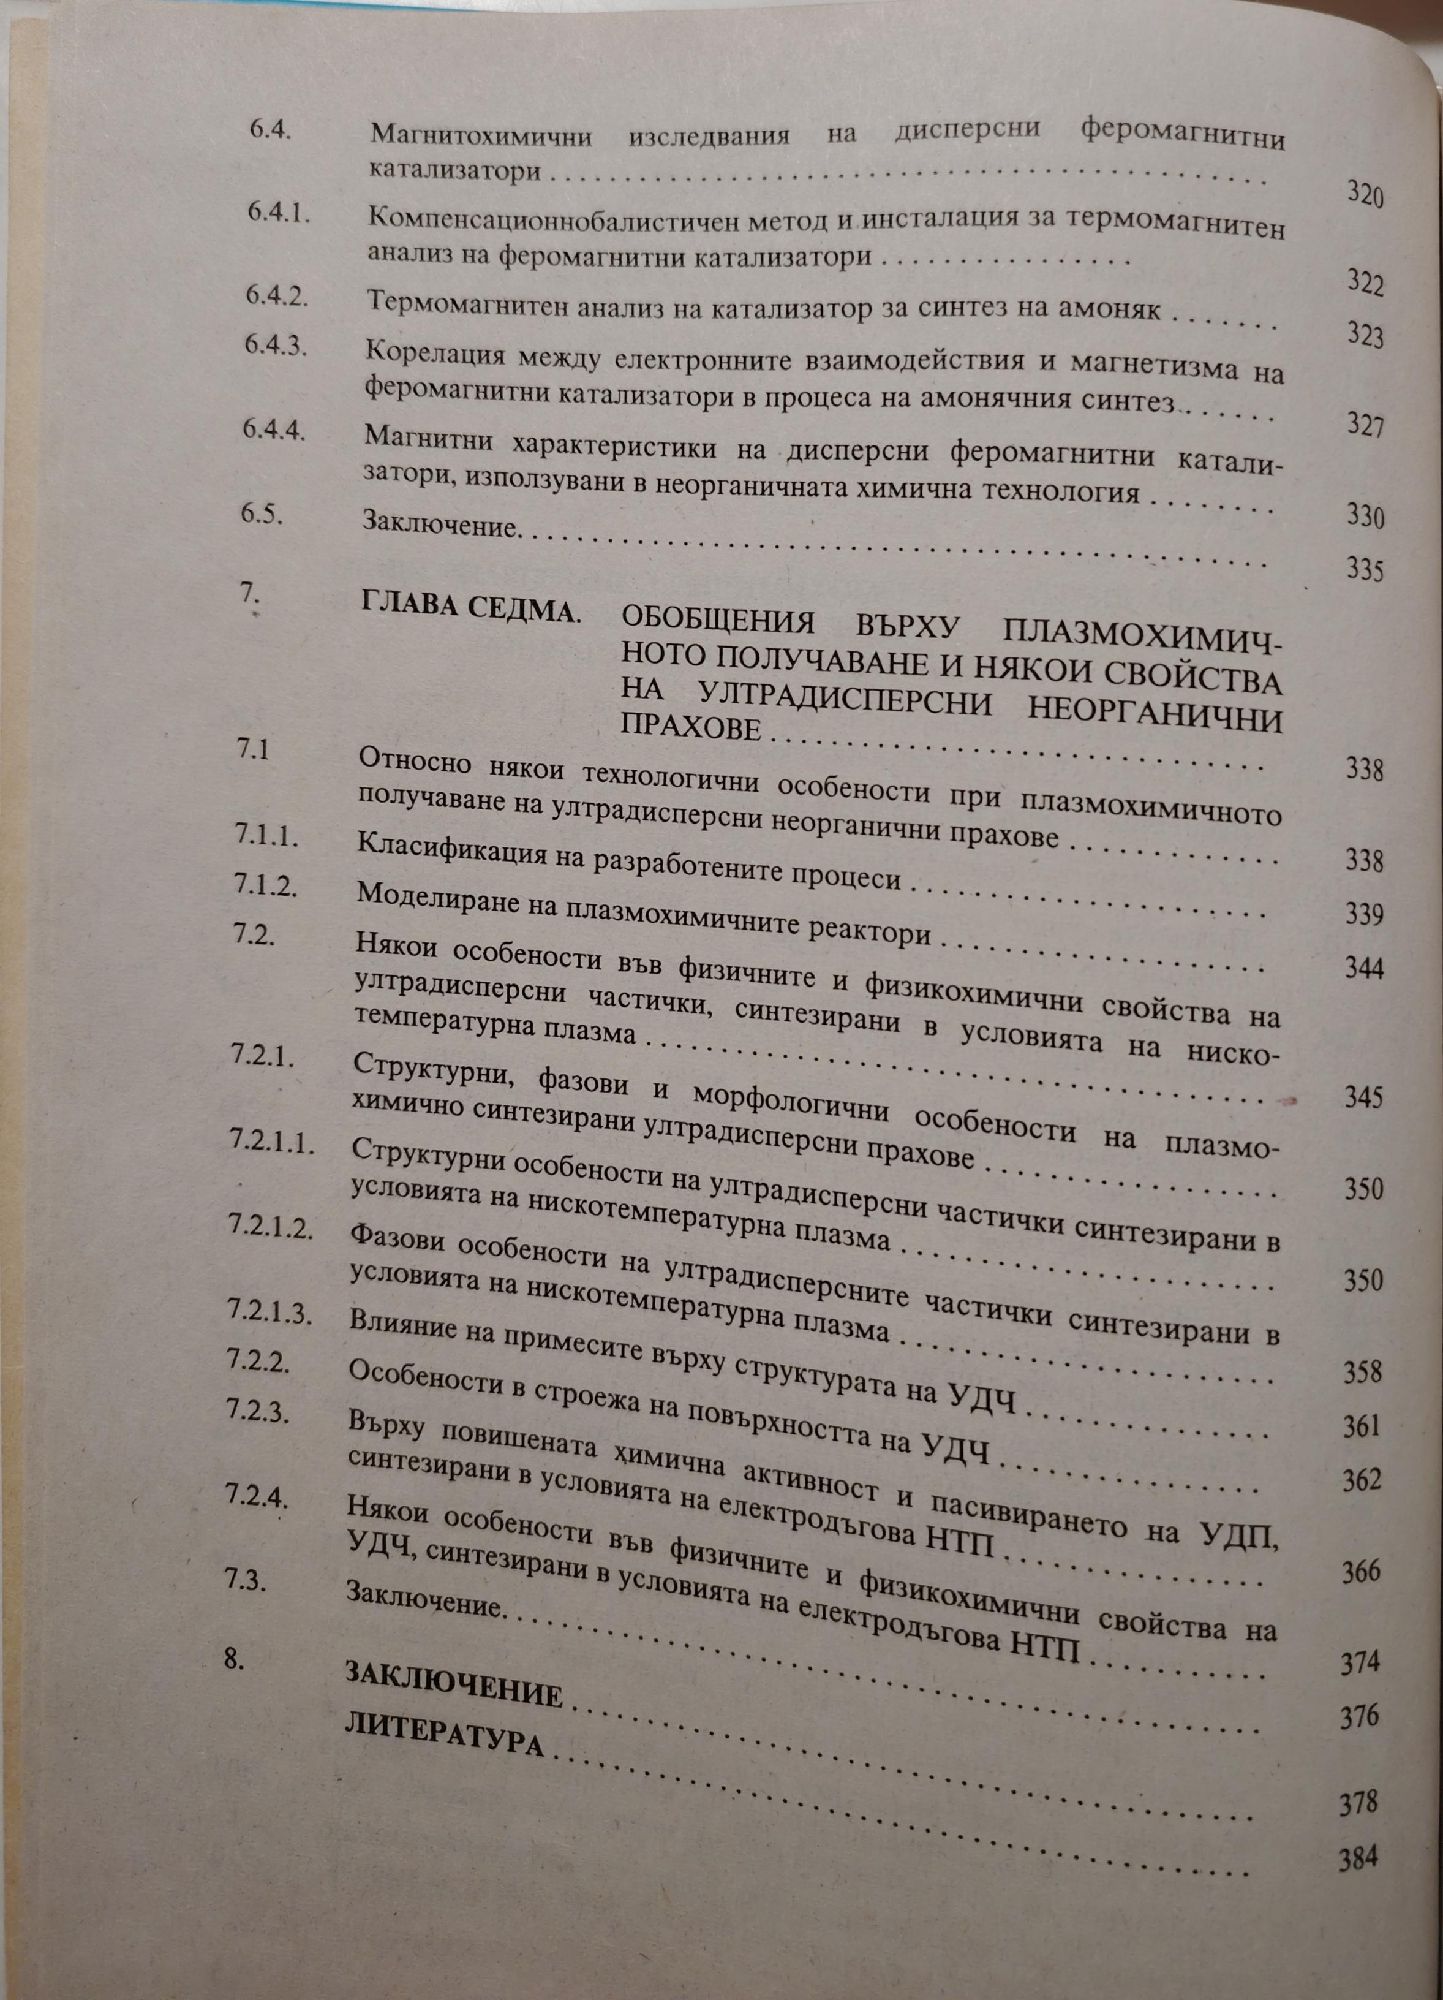 6.4. Магнитохимични изследвания на дисперсни феромагнитни
катализатори . . . . . . . . . . . . . . . . . . . . . . . . . . . . . . . . . . . . . . . . . . . . . . . 320
6.4.1. Компенсационнобалистичен метод и инсталация за термомагнитен
анализ на феромагнитни катализатори . . . . . . . . . . . . . . . . . 322
6.4.2. Термомагнитен анализ на катализатор за синтез на амоняк . . . . . . . 323
6.4.3. Корелация между електронните взаимодействия и магнетизма на
феромагнитни катализатори в процеса на амонячния синтез . . . . . . . 327
6.4.4. Магнитни характеристики на дисперсни феромагнитни катали-
затори, използувани в неорганичната химична технология . . . . . . . . 330
6.5. Заключение. . . . . . . . . . . . . . . . . . . . . . . . . . . . . . . . . . . . . . . . . . . . . . . . . 335
7. ГЛАВА СЕДМА. ОБОБЩЕНИЯ ВЪРХУ ПЛАЗМОХИМИЧ-
НОТО ПОЛУЧАВАНЕ И НЯКОИ СВОЙСТВА
НА УЛТРАДИСПЕРСНИ НЕОРГАНИЧНИ
ПРАХОВЕ . . . . . . . . . . . . . . . . . . . . . . . . . . . . . . . . . 338
7.1 Относно някои технологични особености при плазмохимичното
получаване на ултрадисперсни неорганични прахове . . . . . . . . . . . . . . 338
7.1.1. Класификация на разработените процеси . . . . . . . . . . . . . . . . . . . . . . . . 339
7.1.2. Моделиране на плазмохимичните реактори . . . . . . . . . . . . . . . . . . . . . . 344
7.2. Някои особености във физичните и физикохимични свойства на
ултрадисперсни частички, синтезирани в условията на ниско-
температурна плазма . . . . . . . . . . . . . . . . . . . . . . . . . . . . . . . . . . . . . . . . . 345
7.2.1. Структурни, фазови и морфологични особености на плазмо-
химично синтезирани ултрадисперсни прахове . . . . . . . . . . . . . . . . . . . . 350
7.2.1.1. Структурни особености на ултрадисперсни частички синтезирани в
условията на нискотемпературна плазма . . . . . . . . . . . . . . . . . . . . . . . . . 350
7.2.1.2. Фазови особености на ултрадисперсните частички синтезирани в
условията на нискотемпературна плазма . . . . . . . . . . . . . . . . . . . . . . . . . 358
7.2.1.3. Влияние на примесите върху структурата на УДЧ . . . . . . . . . . . . . . . . . 361
7.2.2. Особености в строежа на повърхността на УДЧ . . . . . . . . . . . . . . . . . . 362
7.2.3. Върху повишената химична активност и пасивирането на УДП,
синтезирани в условията на електродъгова НТП . . . . . . . . . . . . . . . . . . 366
7.2.4. Някои особености във физичните и физикохимични свойства на
УДЧ, синтезирани в условията на електродъгова НТП . . . . . . . . . . . . 374
7.3. Заключение. . . . . . . . . . . . . . . . . . . . . . . . . . . . . . . . . . . . . . . . . . . . . . . . . . . 376
8. ЗАКЛЮЧЕНИЕ . . . . . . . . . . . . . . . . . . . . . . . . . . . . . . . . . . . . . . . . . . . . . . 378
ЛИТЕРАТУРА . . . . . . . . . . . . . . . . . . . . . . . . . . . . . . . . . . . . . . . . . . . . . . . 384